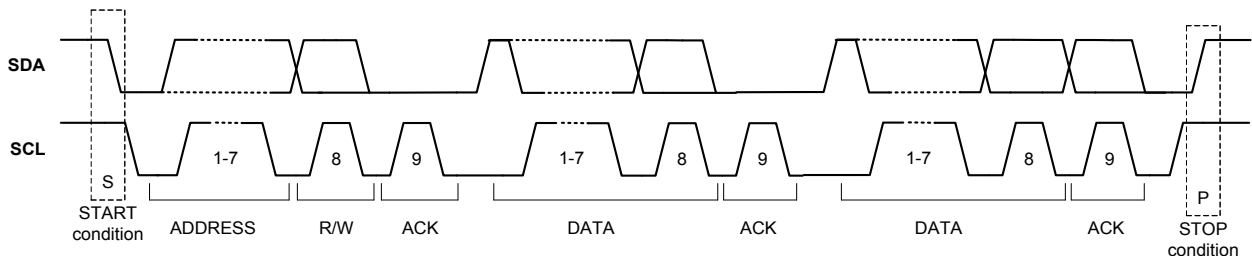 SDA
SCL
1-7 8 9 1-7 8 9 1-7 8 9
S P
START
condition
ADDRESS R/W ACK DATA ACK DATA ACK
STOP
condition